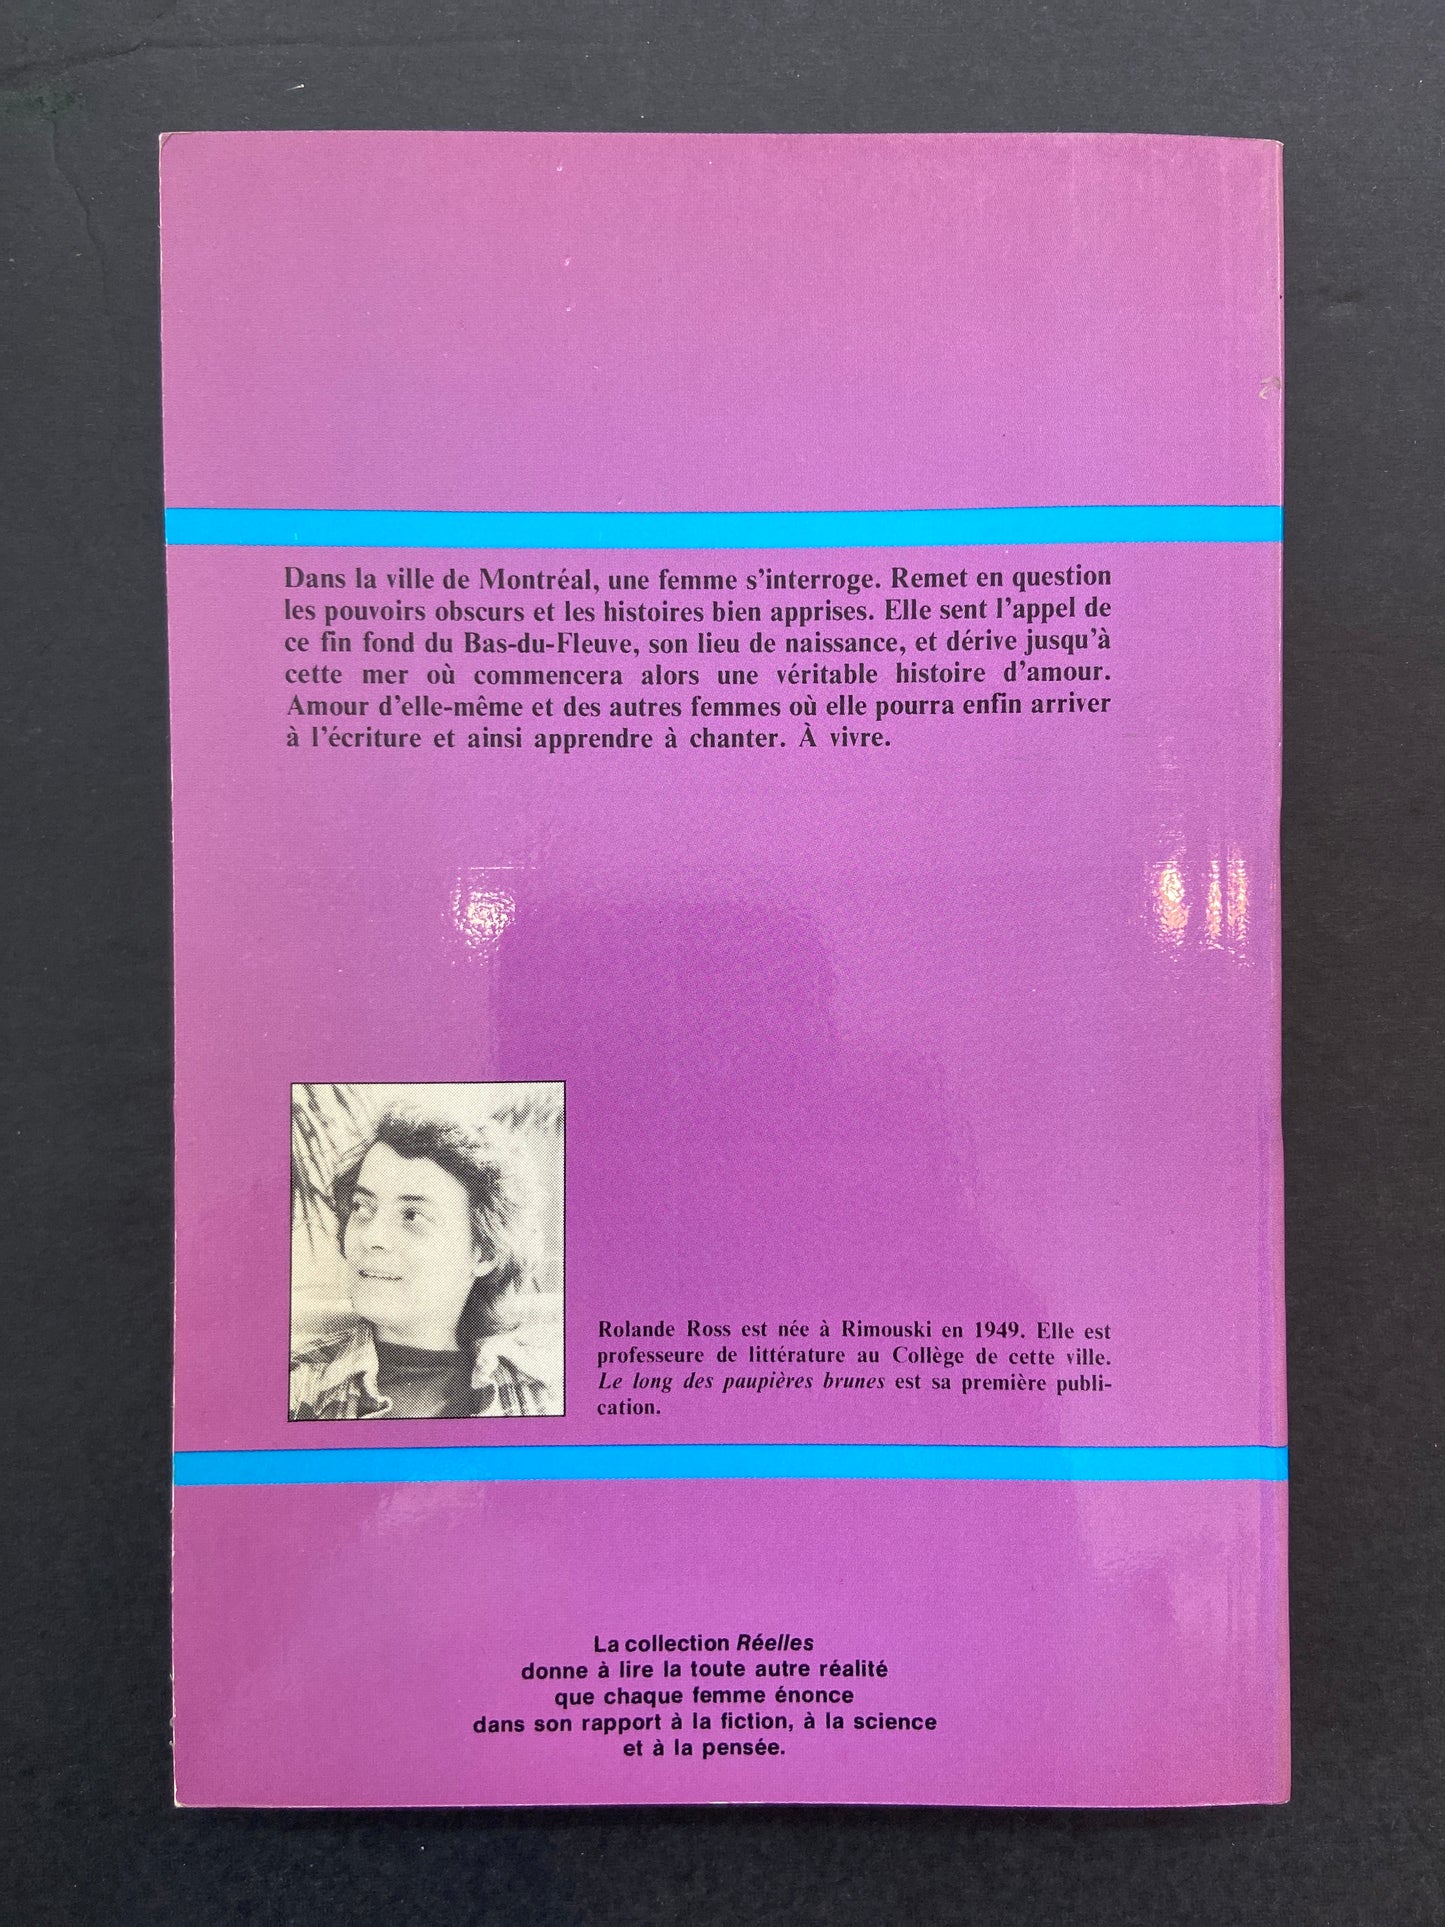 Dans la ville de Montréal, une femme s'interroge. Remet en question
les pouvoirs obscurs et les histoires bien apprises. Elle sent l'appel de
ce fin fond du Bas-du-Fleuve, son lieu de naissance, et dérive jusqu'à
cette mer où commencera alors une véritable histoire d'amour.
Amour d'elle-même et des autres femmes où elle pourra enfin arriver
à l'écriture et ainsi apprendre à chanter. À vivre.
Rolande Ross est née à Rimouski en 1949. Elle est
professeure de littérature au Collège de cette ville.
Le long des paupières brunes est sa première publi-
cation.
La collection Réelles
donne à lire la toute autre réalité
que chaque femme énonce
dans son rapport à la fiction, à la science
et à la pensée.